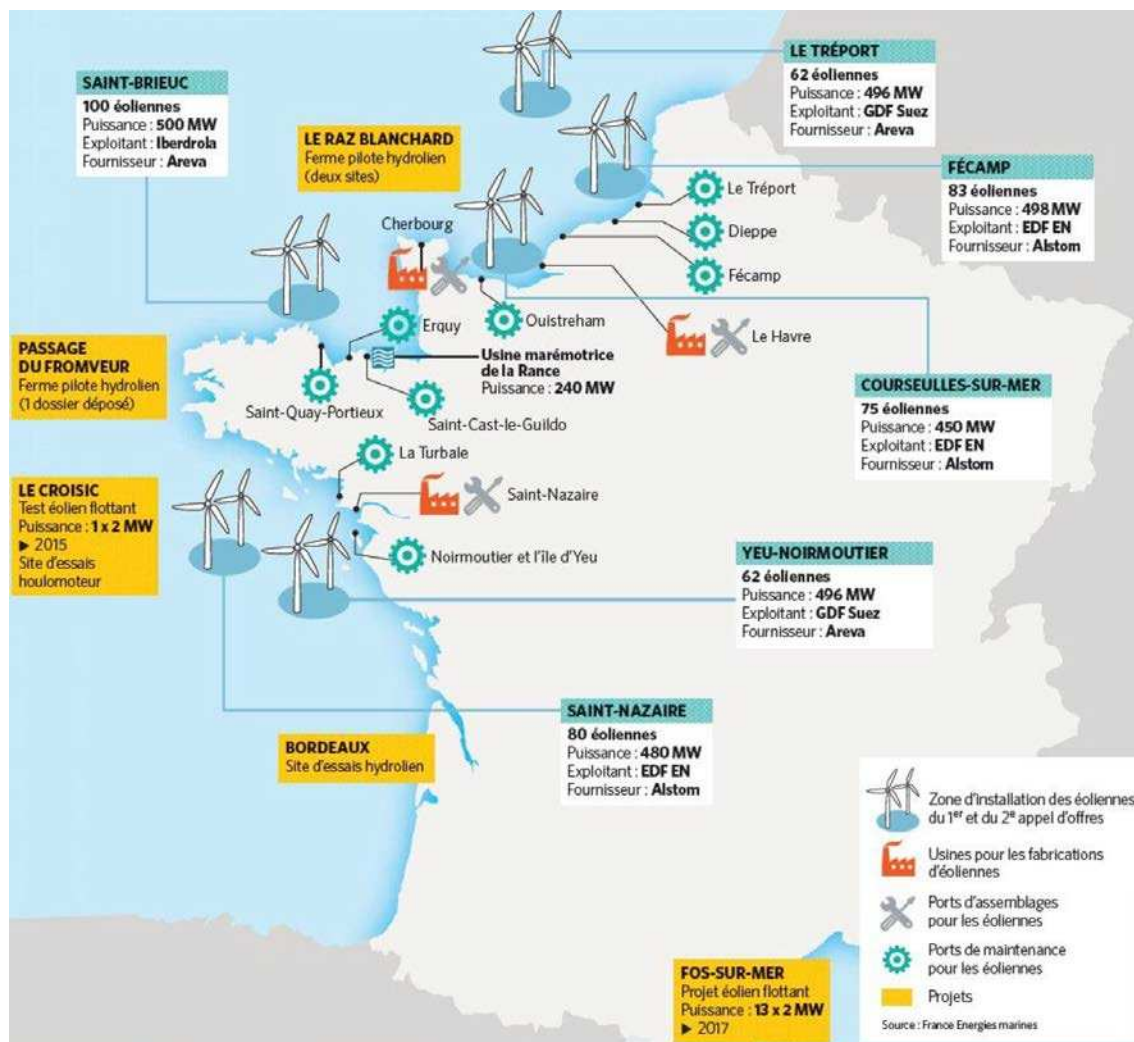 SAINT-BRIEUC
100 éoliennes
Puissance : 500 MW
Exploitant : Iberdrola
Fournisseur : Areva
LE RAZ BLANCHARD
Ferme pilote hydrolien
(deux sites)
LE TRÉPORT
62 éoliennes
Puissance : 496 MW
Exploitant : GDF Suez
Fournisseur : Areva
FÉCAMP
83 éoliennes
Puissance : 498 MW
Exploitant : EDF EN
Fournisseur : Alstom
Le Tréport
Dieppe
Fécamp
Cherbourg
Erquy
Ouistreham
Le Havre
Usine marémotrice
de la Rance
Puissance : 240 MW
Saint-Quay-Portieux
Saint-Cast-le-Guildo
PASSAGE
DU FROMVEUR
Ferme pilote hydrolien
(1 dossier déposé)
COURSEULLES-SUR-MER
75 éoliennes
Puissance : 450 MW
Exploitant : EDF EN
Fournisseur : Alstom
La Turbale
Saint-Nazaire
Noirmoutier et l'île d'Yeu
LE CROISIC
Test éolien flottant
Puissance : 1 x 2 MW
▶ 2015
Site d'essais
houlomoteur
YEU-NOIRMOUTIER
62 éoliennes
Puissance : 496 MW
Exploitant : GDF Suez
Fournisseur : Areva
SAINT-NAZAIRE
80 éoliennes
Puissance : 480 MW
Exploitant : EDF EN
Fournisseur : Alstom
BORDEAUX
Site d'essais hydrolien
FOS-SUR-MER
Projet éolien flottant
Puissance : 13 x 2 MW
▶ 2017
Zone d'installation des éoliennes
du 1er et du 2e appel d'offres
Usines pour les fabrications
d'éoliennes
Ports d'assemblages
pour les éoliennes
Ports de maintenance
pour les éoliennes
Projets
Source : France Energies marines